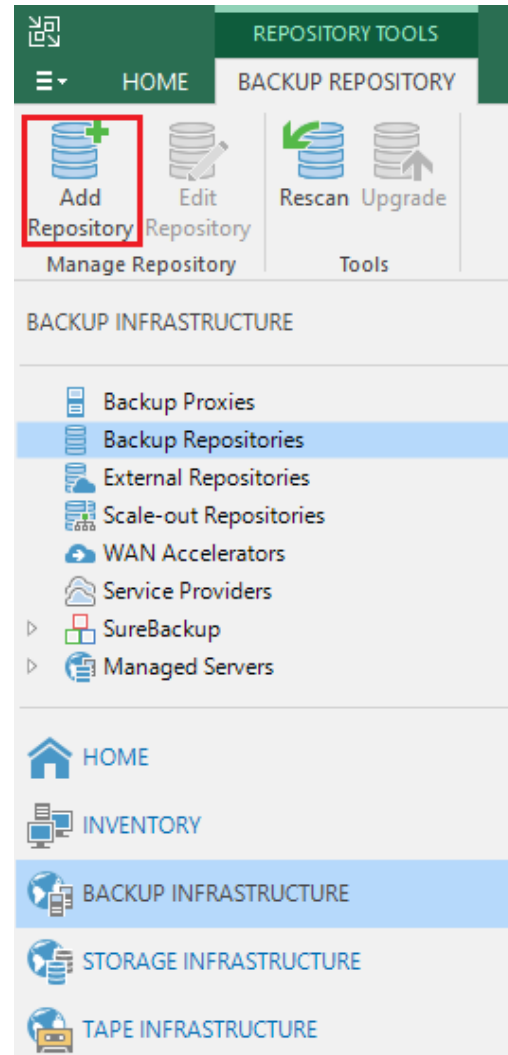 REPOSITORY TOOLS
HOME BACKUP REPOSITORY
Add Edit Rescan Upgrade
Repository Repository
Manage Repository Tools
BACKUP INFRASTRUCTURE
Backup Proxies
Backup Repositories
External Repositories
Scale-out Repositories
WAN Accelerators
Service Providers
SureBackup
Managed Servers
HOME
INVENTORY
BACKUP INFRASTRUCTURE
STORAGE INFRASTRUCTURE
TAPE INFRASTRUCTURE